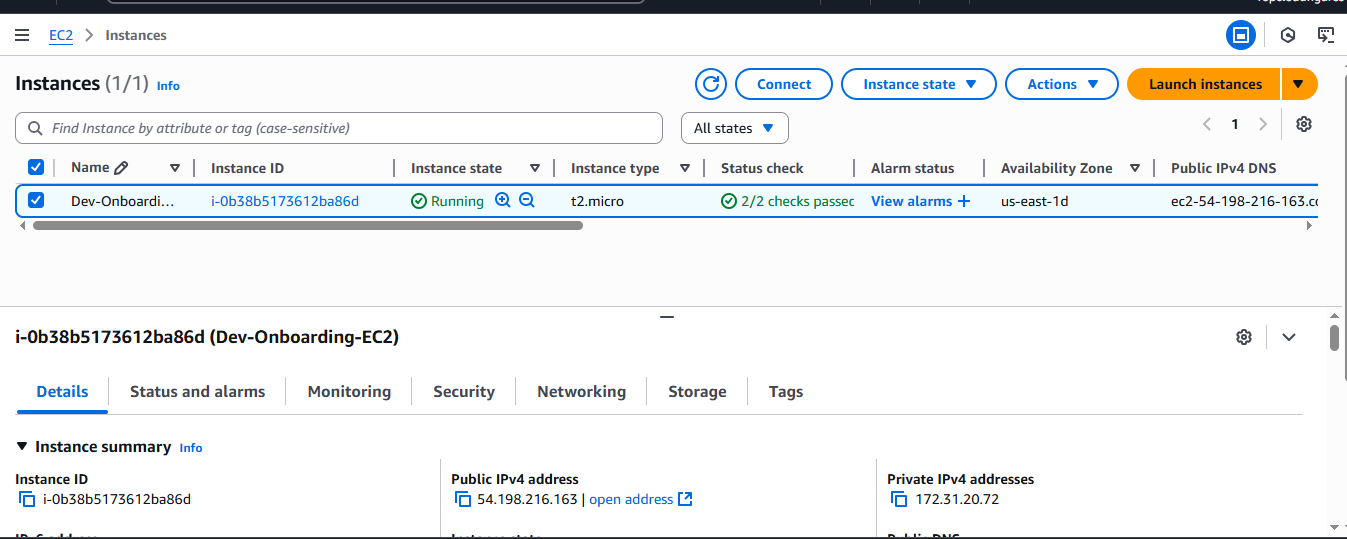 EC2 > Instances
Instances (1/1) Info
Connect
Instance state
Actions
Launch instances
Find Instance by attribute or tag (case-sensitive)
All states
1
Name Instance ID Instance state Instance type Status check Alarm status Availability Zone Public IPv4 DNS
Dev-Onboardi... i-0b38b5173612ba86d Running t2.micro 2/2 checks passed View alarms + us-east-1d ec2-54-198-216-163.co
i-0b38b5173612ba86d (Dev-Onboarding-EC2)
Details Status and alarms Monitoring Security Networking Storage Tags
Instance summary Info
Instance ID Public IPv4 address Private IPv4 addresses
i-0b38b5173612ba86d 54.198.216.163 | open address 172.31.20.72